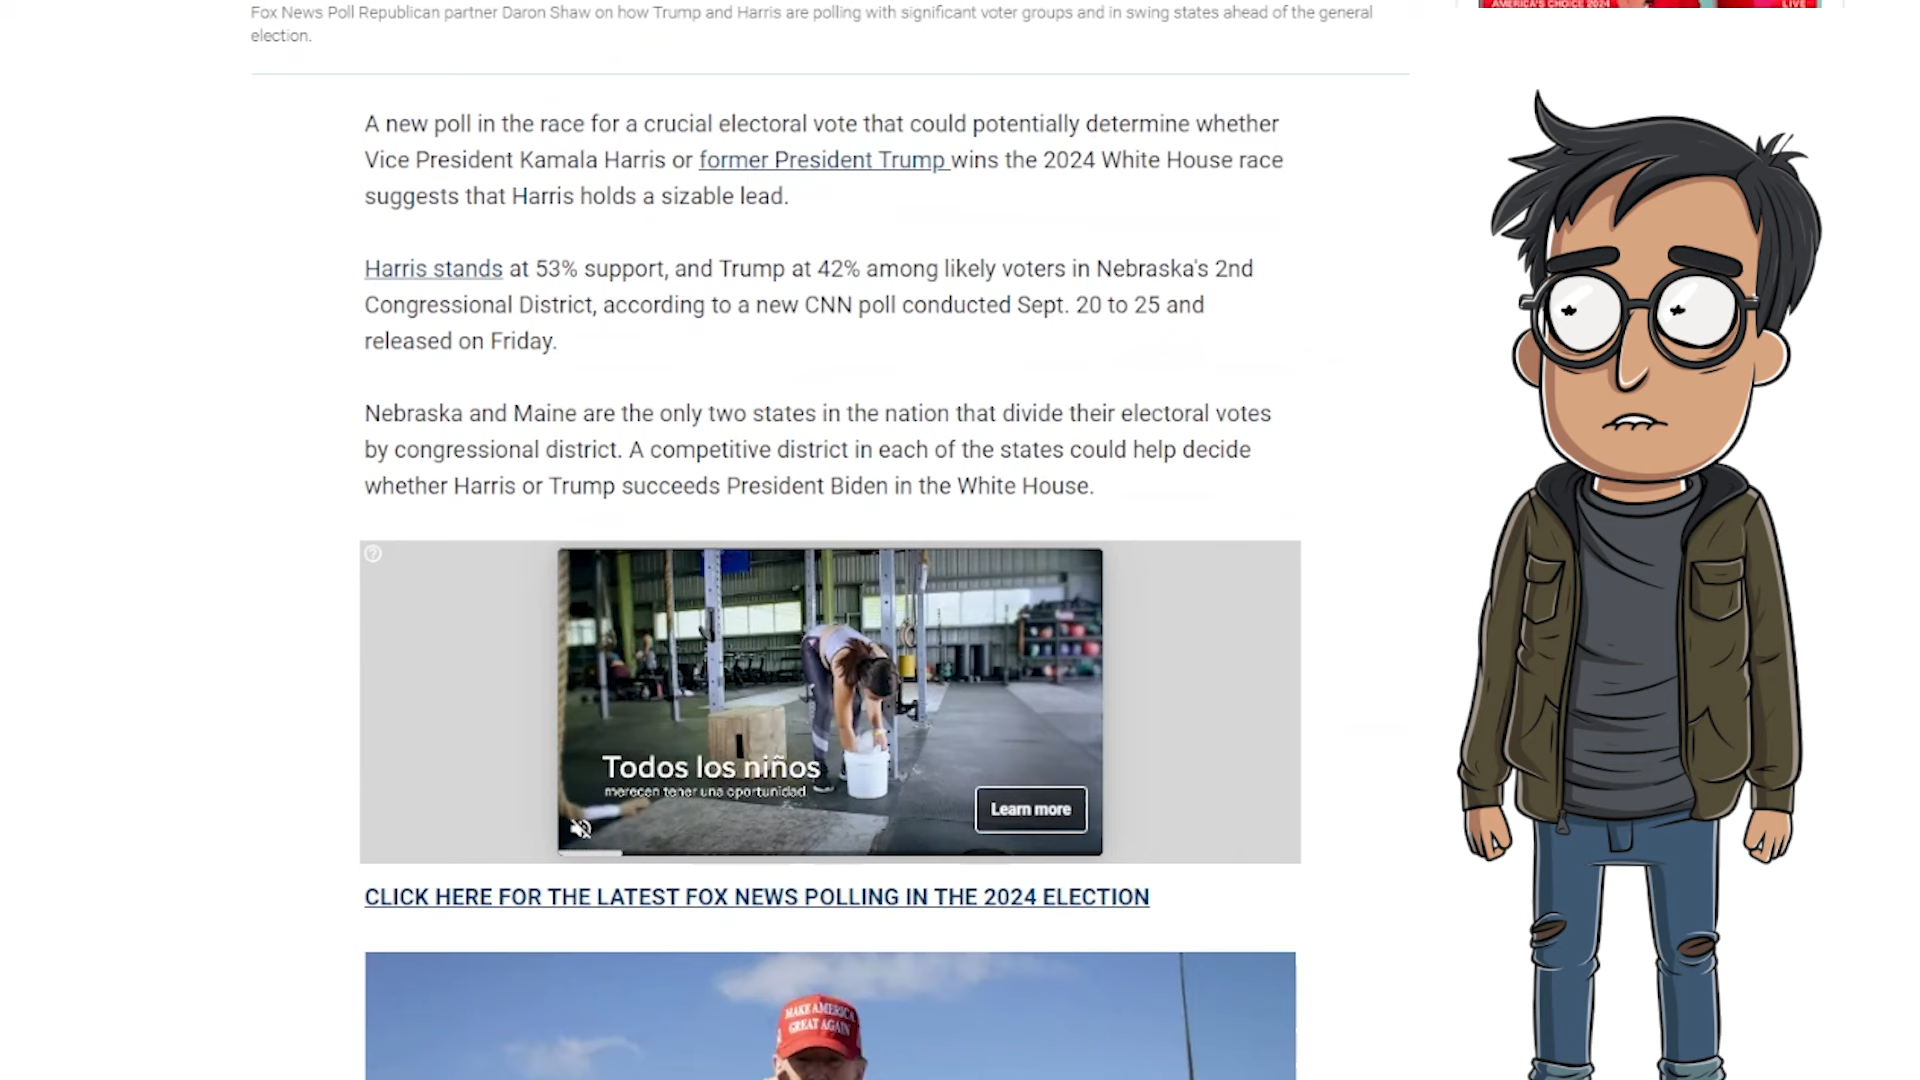 AMERICA'S CHOICE 2024 LIVE
Fox News Poll Republican partner Daron Shaw on how Trump and Harris are polling with significant voter groups and in swing states ahead of the general
election.
A new poll in the race for a crucial electoral vote that could potentially determine whether
Vice President Kamala Harris or former President Trump wins the 2024 White House race
suggests that Harris holds a sizable lead.
Harris stands at 53% support, and Trump at 42% among likely voters in Nebraska's 2nd
Congressional District, according to a new CNN poll conducted Sept. 20 to 25 and
released on Friday.
Nebraska and Maine are the only two states in the nation that divide their electoral votes
by congressional district. A competitive district in each of the states could help decide
whether Harris or Trump succeeds President Biden in the White House.
Todos los niños
merecen tener una oportunidad
Learn more
CLICK HERE FOR THE LATEST FOX NEWS POLLING IN THE 2024 ELECTION
MAKE AMERICA
GREAT AGAIN